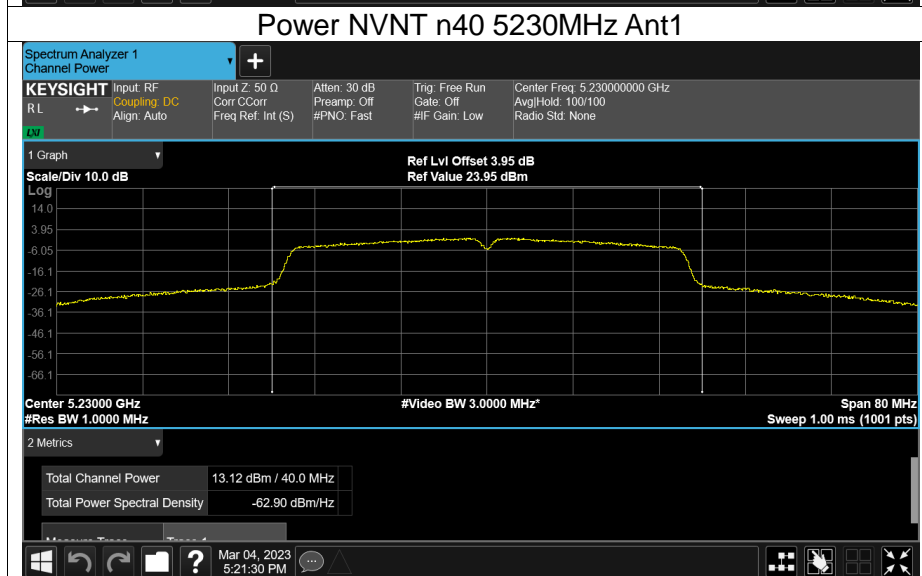 Power NVNT n40 5230MHz Ant1
Spectrum Analyzer 1
Channel Power
KEYSIGHT
R L
LXI
Input: RF
Coupling: DC
Align: Auto
Input Z: 50 Ω
Corr CCorr
Freq Ref: Int (S)
Atten: 30 dB
Preamp: Off
#PNO: Fast
Trig: Free Run
Gate: Off
#IF Gain: Low
Center Freq: 5.230000000 GHz
Avg|Hold: 100/100
Radio Std: None
1 Graph
Scale/Div 10.0 dB
Ref Lvl Offset 3.95 dB
Ref Value 23.95 dBm
Log
14.0
3.95
-6.05
-16.1
-26.1
-36.1
-46.1
-56.1
-66.1
Center 5.23000 GHz
#Video BW 3.0000 MHz*
Span 80 MHz
#Res BW 1.0000 MHz
Sweep 1.00 ms (1001 pts)
2 Metrics
Total Channel Power 13.12 dBm / 40.0 MHz
Total Power Spectral Density -62.90 dBm/Hz
?
Mar 04, 2023
5:21:30 PM